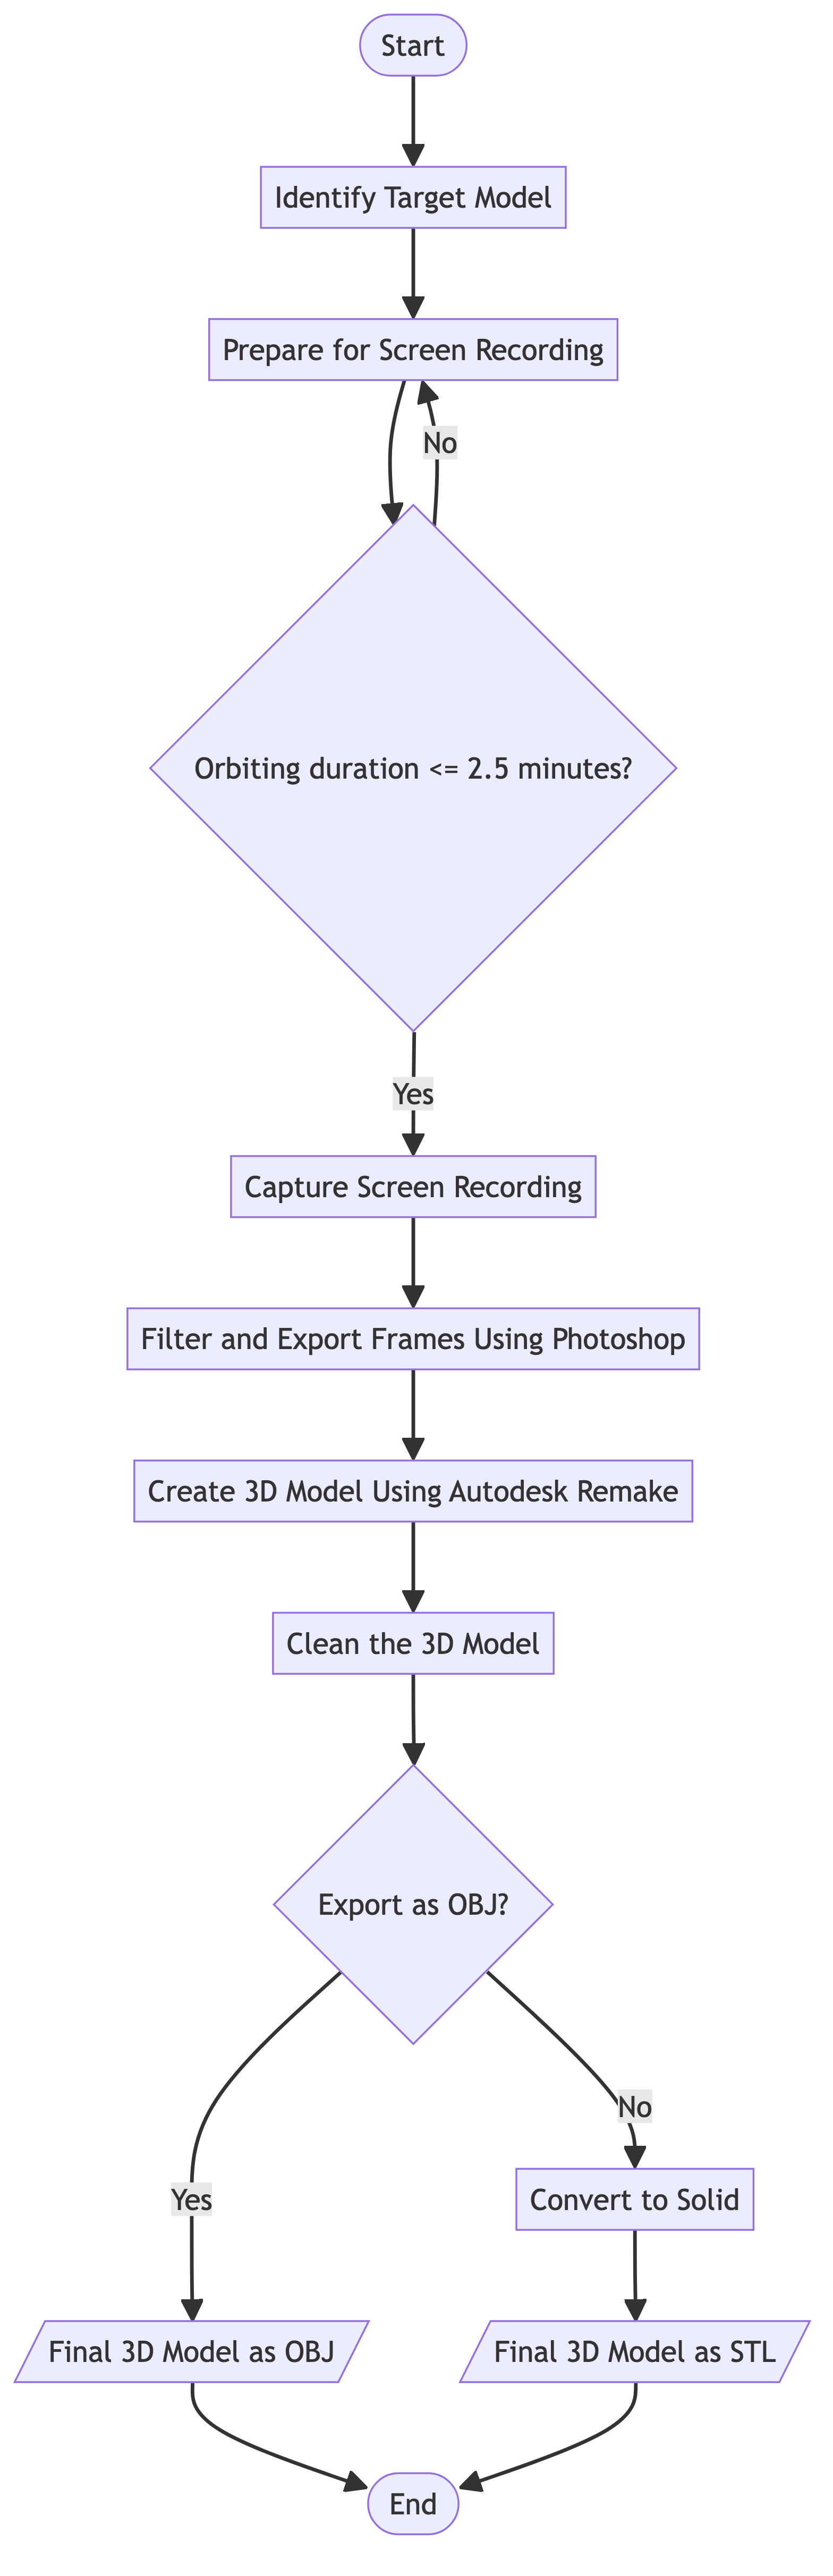 Start
Identify Target Model
Prepare for Screen Recording
No
Orbiting duration <= 2.5 minutes?
Yes
Capture Screen Recording
Filter and Export Frames Using Photoshop
Create 3D Model Using Autodesk Remake
Clean the 3D Model
Export as OBJ?
No
Yes
Convert to Solid
Final 3D Model as OBJ
Final 3D Model as STL
End